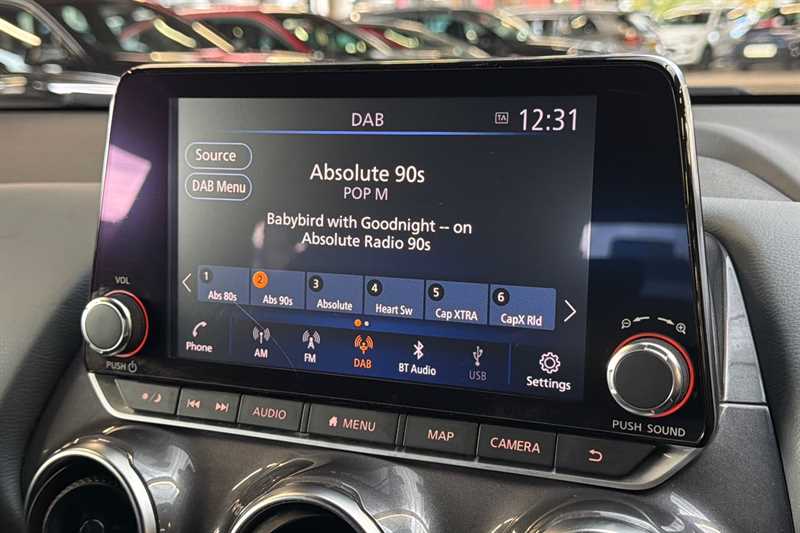 DAB
TA 12:31
Source
DAB Menu
Absolute 90s
POP M
Babybird with Goodnight -- on
Absolute Radio 90s
1 Abs 80s
2 Abs 90s
3 Absolute
4 Heart Sw
5 Cap XTRA
6 CapX Rld
Phone
AM
FM
DAB
BT Audio
USB
Settings
VOL
PUSH
PUSH SOUND
AUDIO
MENU
MAP
CAMERA